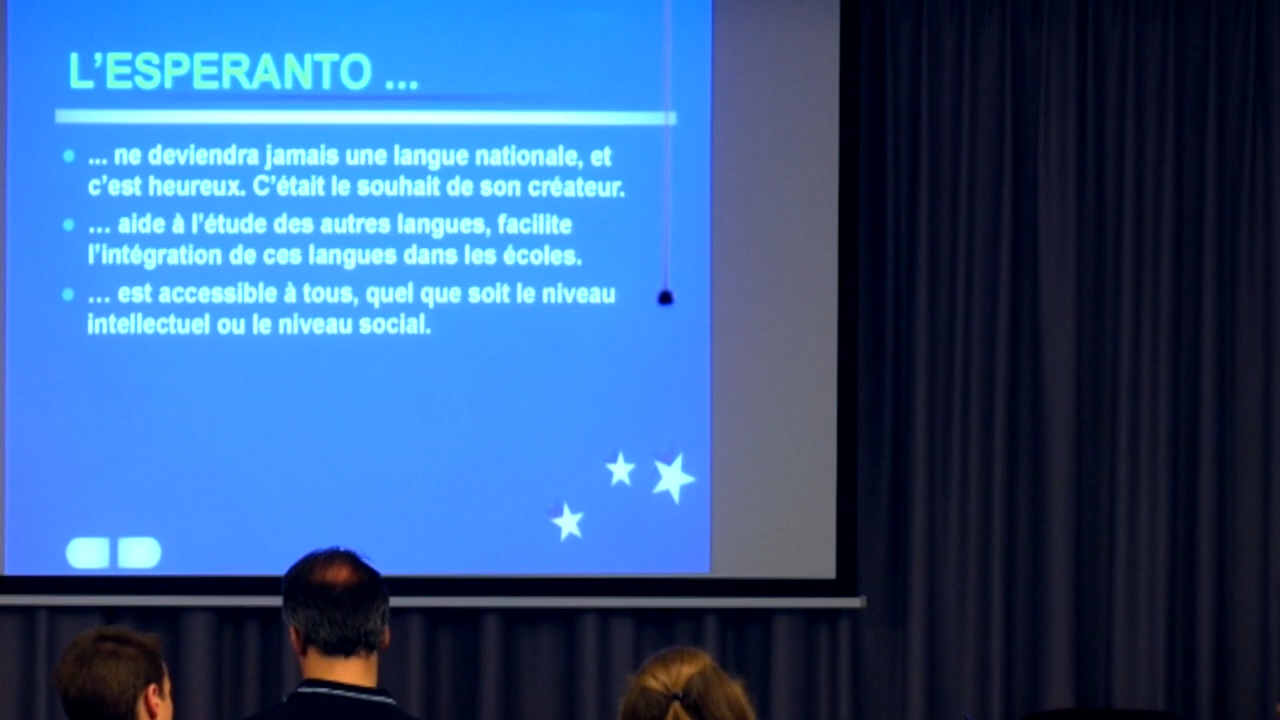 L’ESPERANTO ...
... ne deviendra jamais une langue nationale, et
c’est heureux. C’était le souhait de son créateur.
... aide à l’étude des autres langues, facilite
l’intégration de ces langues dans les écoles.
... est accessible à tous, quel que soit le niveau
intellectuel ou le niveau social.